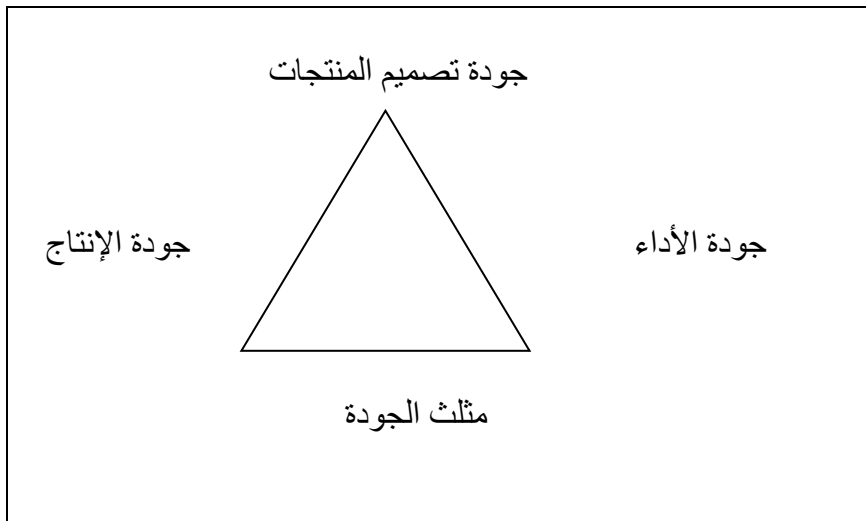 جودة تصميم المنتجات
جودة الأداء
جودة الإنتاج
مثلث الجودة